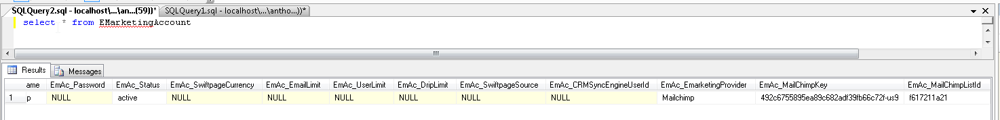 SQLQuery2.sql - localhost\...\an...(59))* SQLQuery1.sql - localhost\...\antho...))*
select * from EMarketingAccount
Results Messages
ame EmAc_Password EmAc_Status EmAc_SwiftpageCurrency EmAc_EmailLimit EmAc_UserLimit EmAc_DripLimit EmAc_SwiftpageSource EmAc_CRMSyncEngineUserId EmAc_EmarketingProvider EmAc_MailChimpKey EmAc_MailChimpListId
1 p NULL active NULL NULL NULL NULL NULL NULL Mailchimp 492c6755895ea89c682adf39fb66c72f-us9 f617211a21